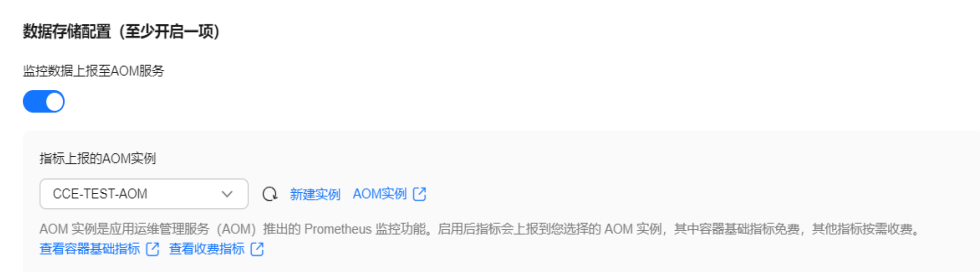 数据存储配置（至少开启一项）
监控数据上报至AOM服务
指标上报的AOM实例
CCE-TEST-AOM 新建实例 AOM实例
AOM 实例是应用运维管理服务（AOM）推出的 Prometheus 监控功能。启用后指标会上报到您选择的 AOM 实例，其中容器基础指标免费，其他指标按需收费。
查看容器基础指标 查看收费指标